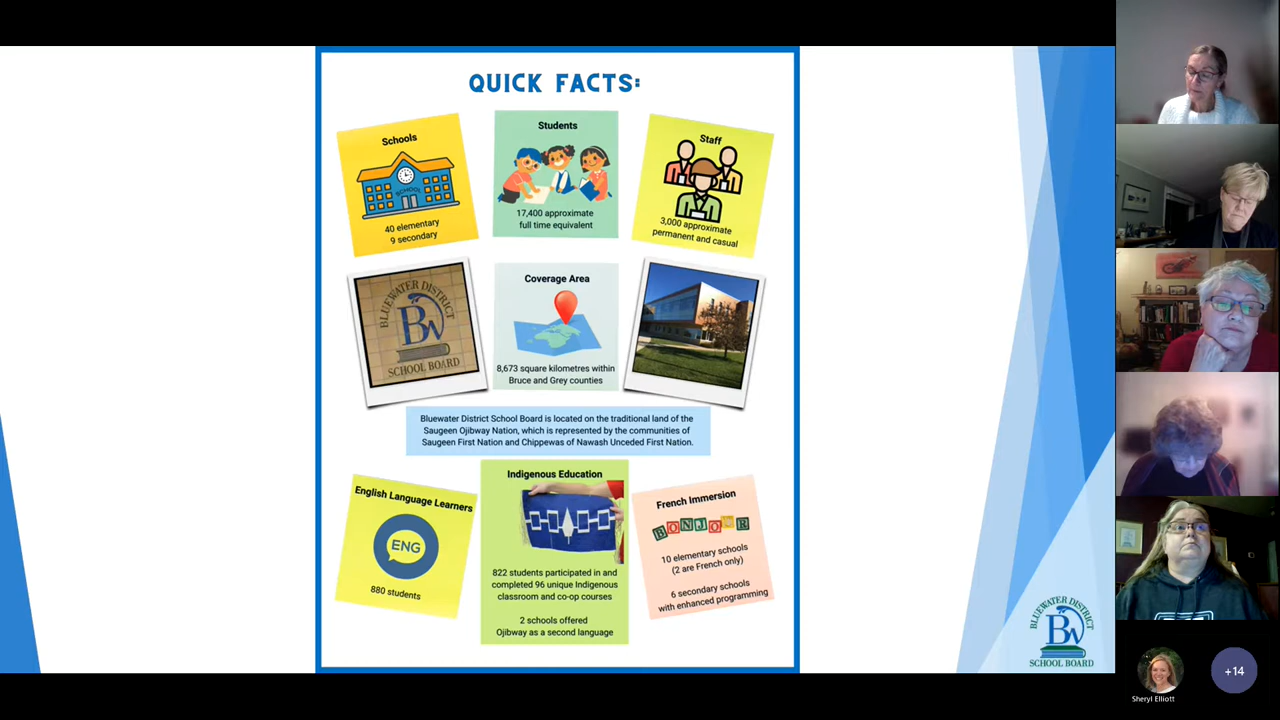 QUICK FACTS:
Schools
SCHOOL
40 elementary
9 secondary
Students
17,400 approximate
full time equivalent
Staff
3,000 approximate
permanent and casual
BLUEWATER DISTRICT
BW
SCHOOL BOARD
Coverage Area
8,673 square kilometres within
Bruce and Grey counties
Bluewater District School Board is located on the traditional land of the
Saugeen Ojibway Nation, which is represented by the communities of
Saugeen First Nation and Chippewas of Nawash Unceded First Nation.
English Language Learners
ENG
880 students
Indigenous Education
822 students participated in and
completed 96 unique Indigenous
classroom and co-op courses
2 schools offered
Ojibway as a second language
French Immersion
BONJOUR
10 elementary schools
(2 are French only)
6 secondary schools
with enhanced programming
BLUEWATER DISTRICT
BW
SCHOOL BOARD
Sheryl Elliott
+14